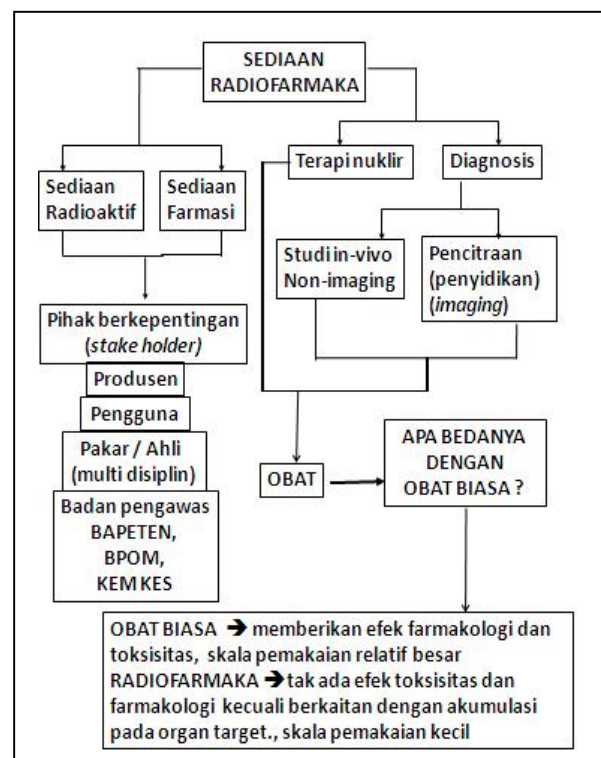 SEDIAAN
RADIOFARMAKA
Sediaan
Radioaktif
Sediaan
Farmasi
Terapi nuklir
Diagnosis
Studi in-vivo
Non-imaging
Pencitraan
(penyidikan)
(imaging)
Pihak berkepentingan
(stake holder)
Produsen
Pengguna
Pakar / Ahli
(multi disiplin)
Badan pengawas
BAPETEN,
BPOM,
KEM KES
OBAT
APA BEDANYA
DENGAN
OBAT BIASA ?
OBAT BIASA ➔ memberikan efek farmakologi dan
toksisitas, skala pemakaian relatif besar
RADIOFARMAKA ➔ tak ada efek toksisitas dan
farmakologi kecuali berkaitan dengan akumulasi
pada organ target., skala pemakaian kecil